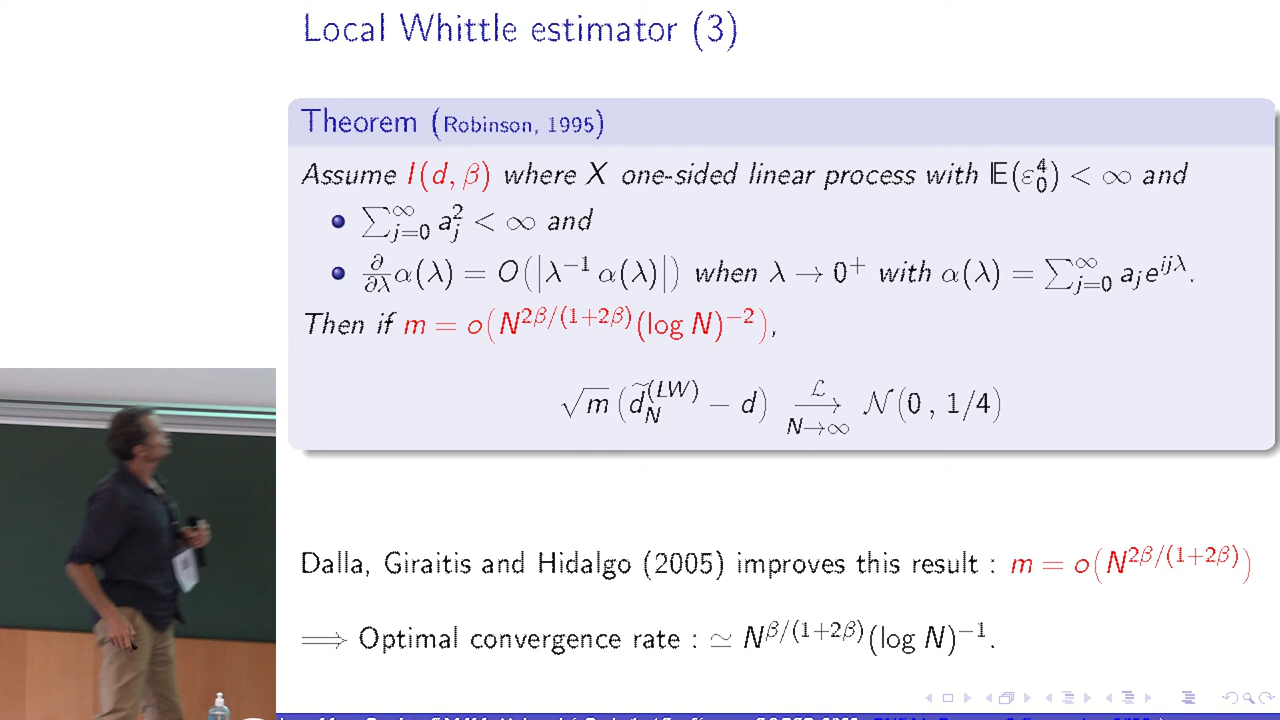 Local Whittle estimator (3)
Theorem (Robinson, 1995)
Assume I(d, β) where X one-sided linear process with 𝔼(ε₀⁴) < ∞ and
• ∑_{j=0}^{∞} a_j² < ∞ and
• ∂/∂λ α(λ) = O(|λ⁻¹ α(λ)|) when λ → 0⁺ with α(λ) = ∑_{j=0}^{∞} a_j e^{ijλ}.
Then if m = o(N^{2β/(1+2β)}(log N)^{−2}),
√m (d̃_N^{(LW)} − d) →^{ℒ}_{N→∞} 𝒩(0 , 1/4)
Dalla, Giraitis and Hidalgo (2005) improves this result : m = o(N^{2β/(1+2β)})
⟹ Optimal convergence rate : ≃ N^{β/(1+2β)}(log N)^{−1}.